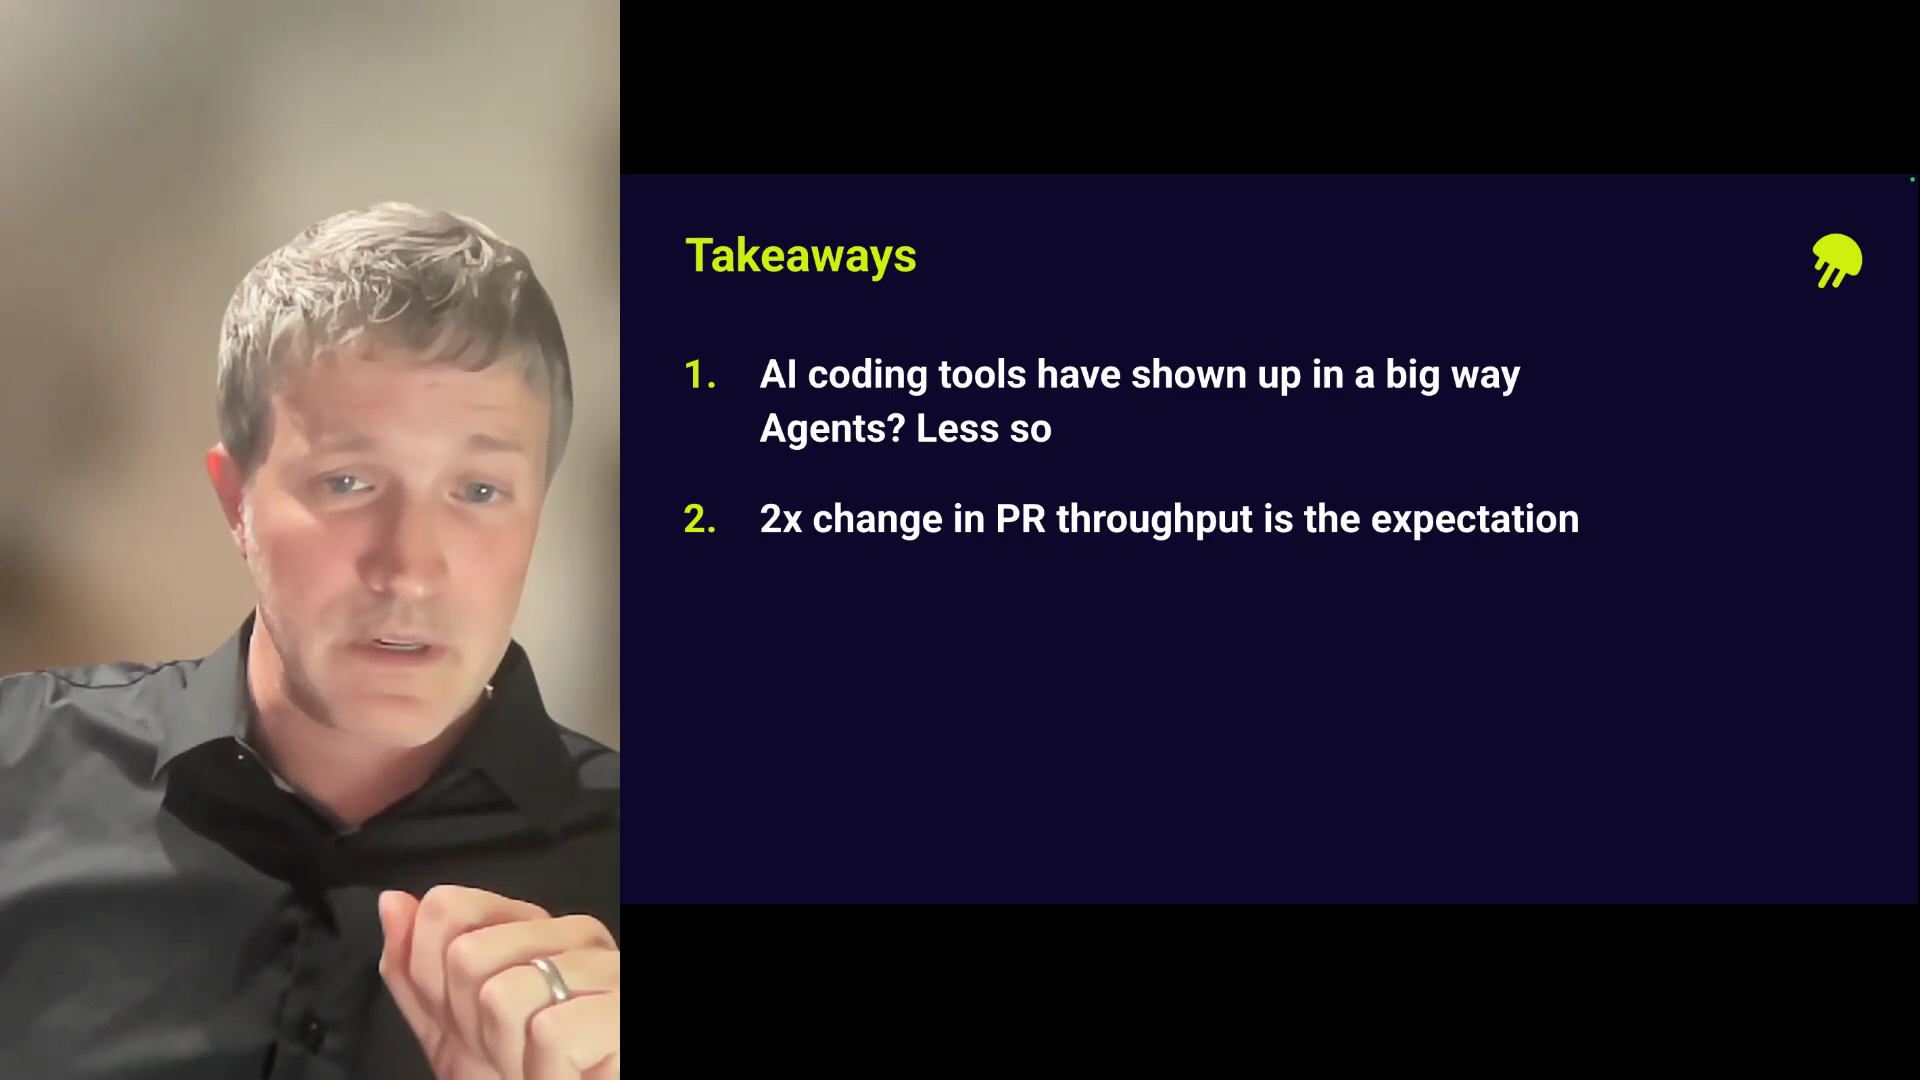 Takeaways
1. AI coding tools have shown up in a big way
Agents? Less so
2. 2x change in PR throughput is the expectation